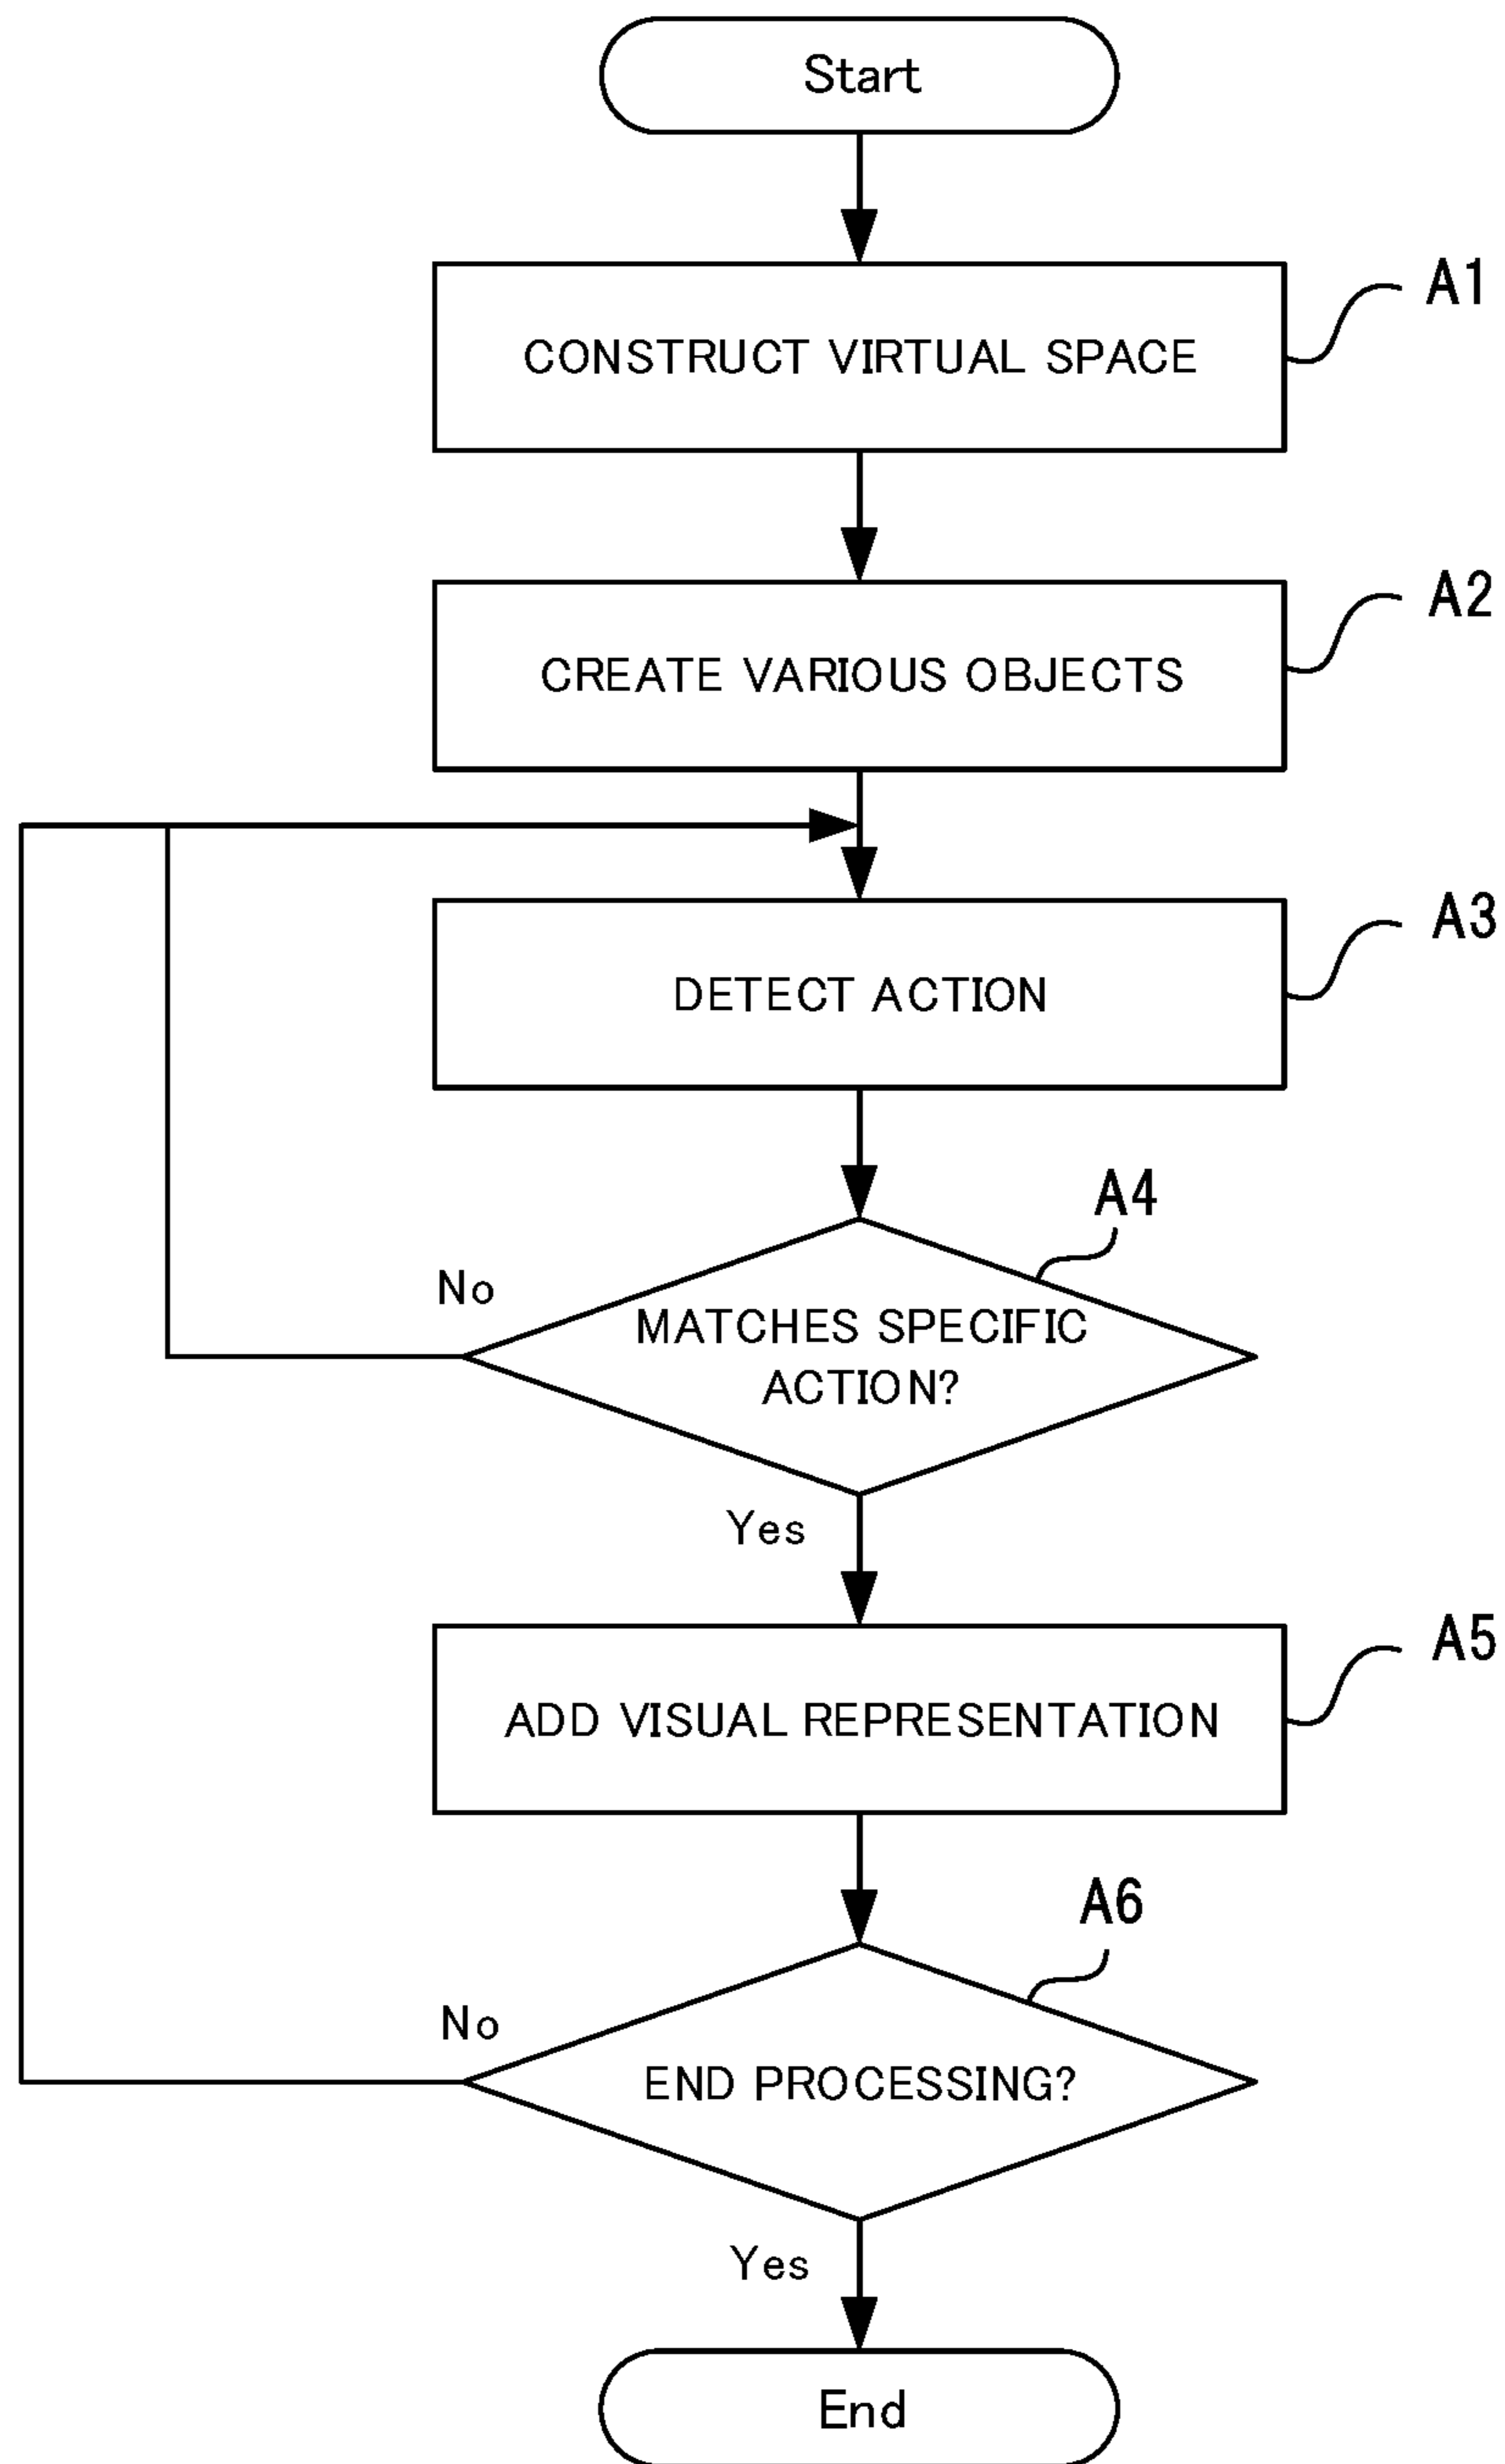 Start
CONSTRUCT VIRTUAL SPACE
A1
CREATE VARIOUS OBJECTS
A2
DETECT ACTION
A3
A4
No
MATCHES SPECIFIC
ACTION?
Yes
ADD VISUAL REPRESENTATION
A5
A6
No
END PROCESSING?
Yes
End